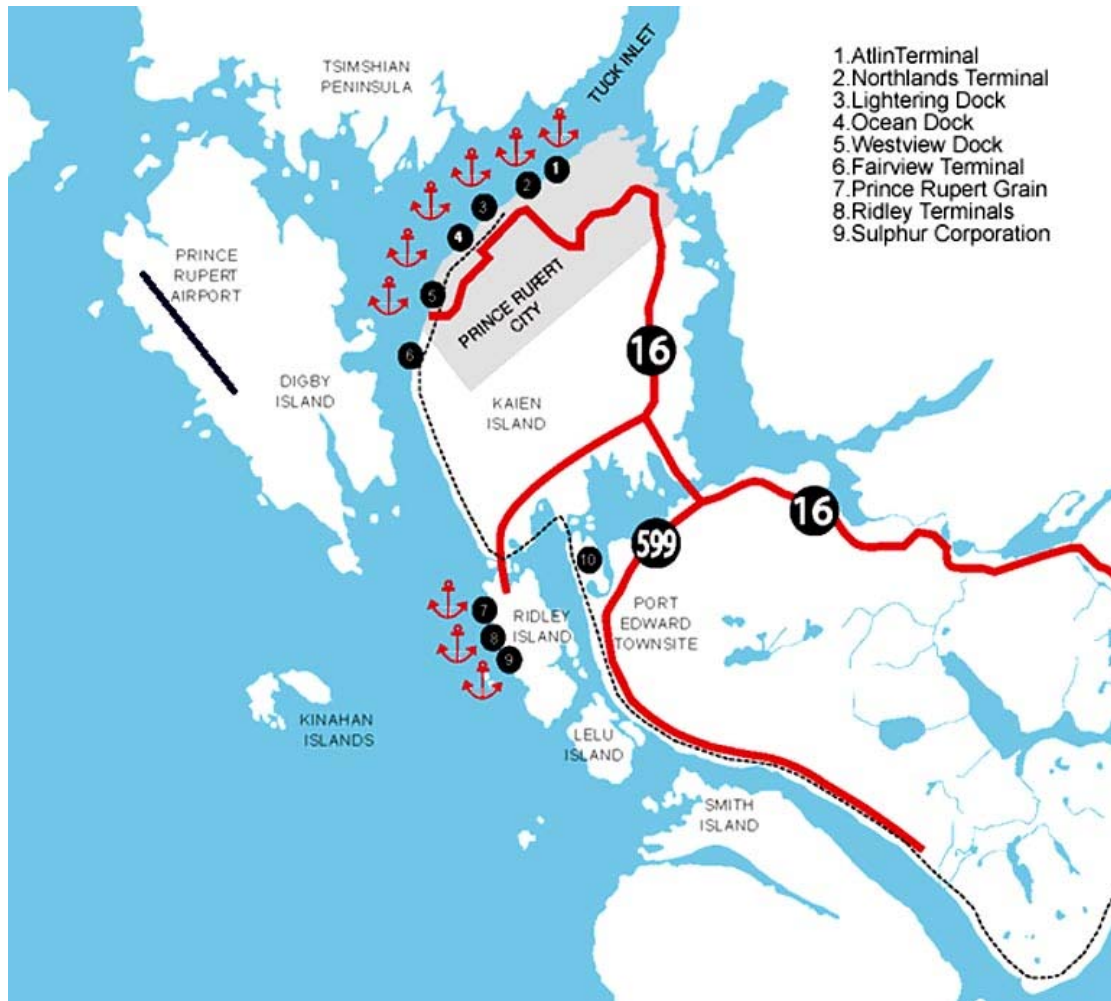 TSIMSHIAN
PENINSULA
TUCK INLET
1.AtlinTerminal
2.Northlands Terminal
3.Lightering Dock
4.Ocean Dock
5.Westview Dock
6.Fairview Terminal
7.Prince Rupert Grain
8.Ridley Terminals
9.Sulphur Corporation
1
2
3
4
5
6
PRINCE
RUPERT
AIRPORT
PRINCE RUPERT
CITY
16
DIGBY
ISLAND
KAIEN
ISLAND
16
599
10
7
8
9
RIDLEY
ISLAND
PORT
EDWARD
TOWNSITE
KINAHAN
ISLANDS
LELU
ISLAND
SMITH
ISLAND